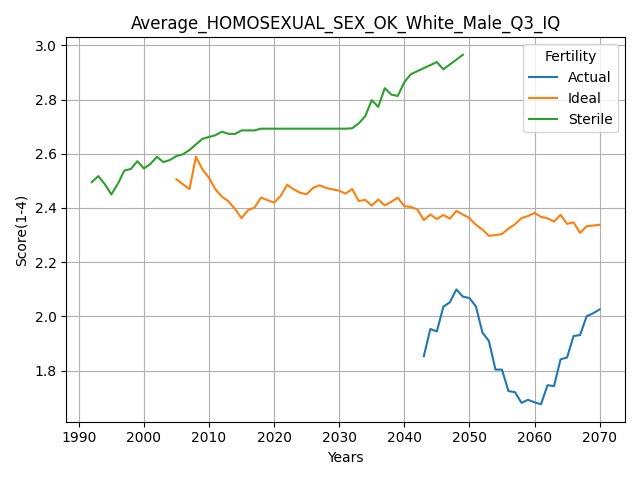 Average_HOMOSEXUAL_SEX_OK_White_Male_Q3_IQ
Fertility
Actual
Ideal
Sterile
Score(1-4)
3.0
2.8
2.6
2.4
2.2
2.0
1.8
1990 2000 2010 2020 2030 2040 2050 2060 2070
Years